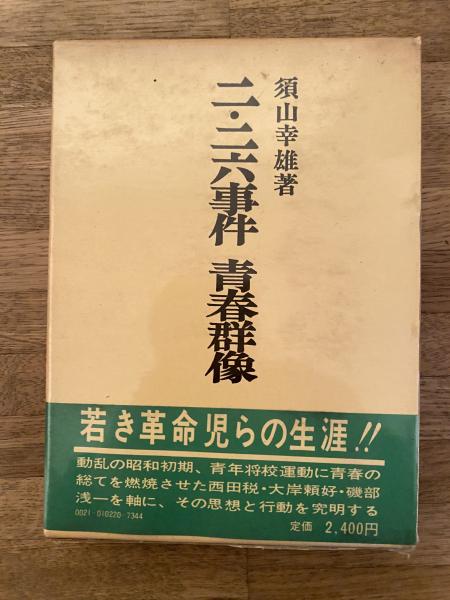 須山幸雄著
二・二六事件 青春群像
若き革命児らの生涯!!
動乱の昭和初期、青年将校運動に青春の
総てを燃焼させた西田税・大岸頼好・磯部
浅一を軸に、その思想と行動を究明する
0021-010220-7344
定価 2,400円